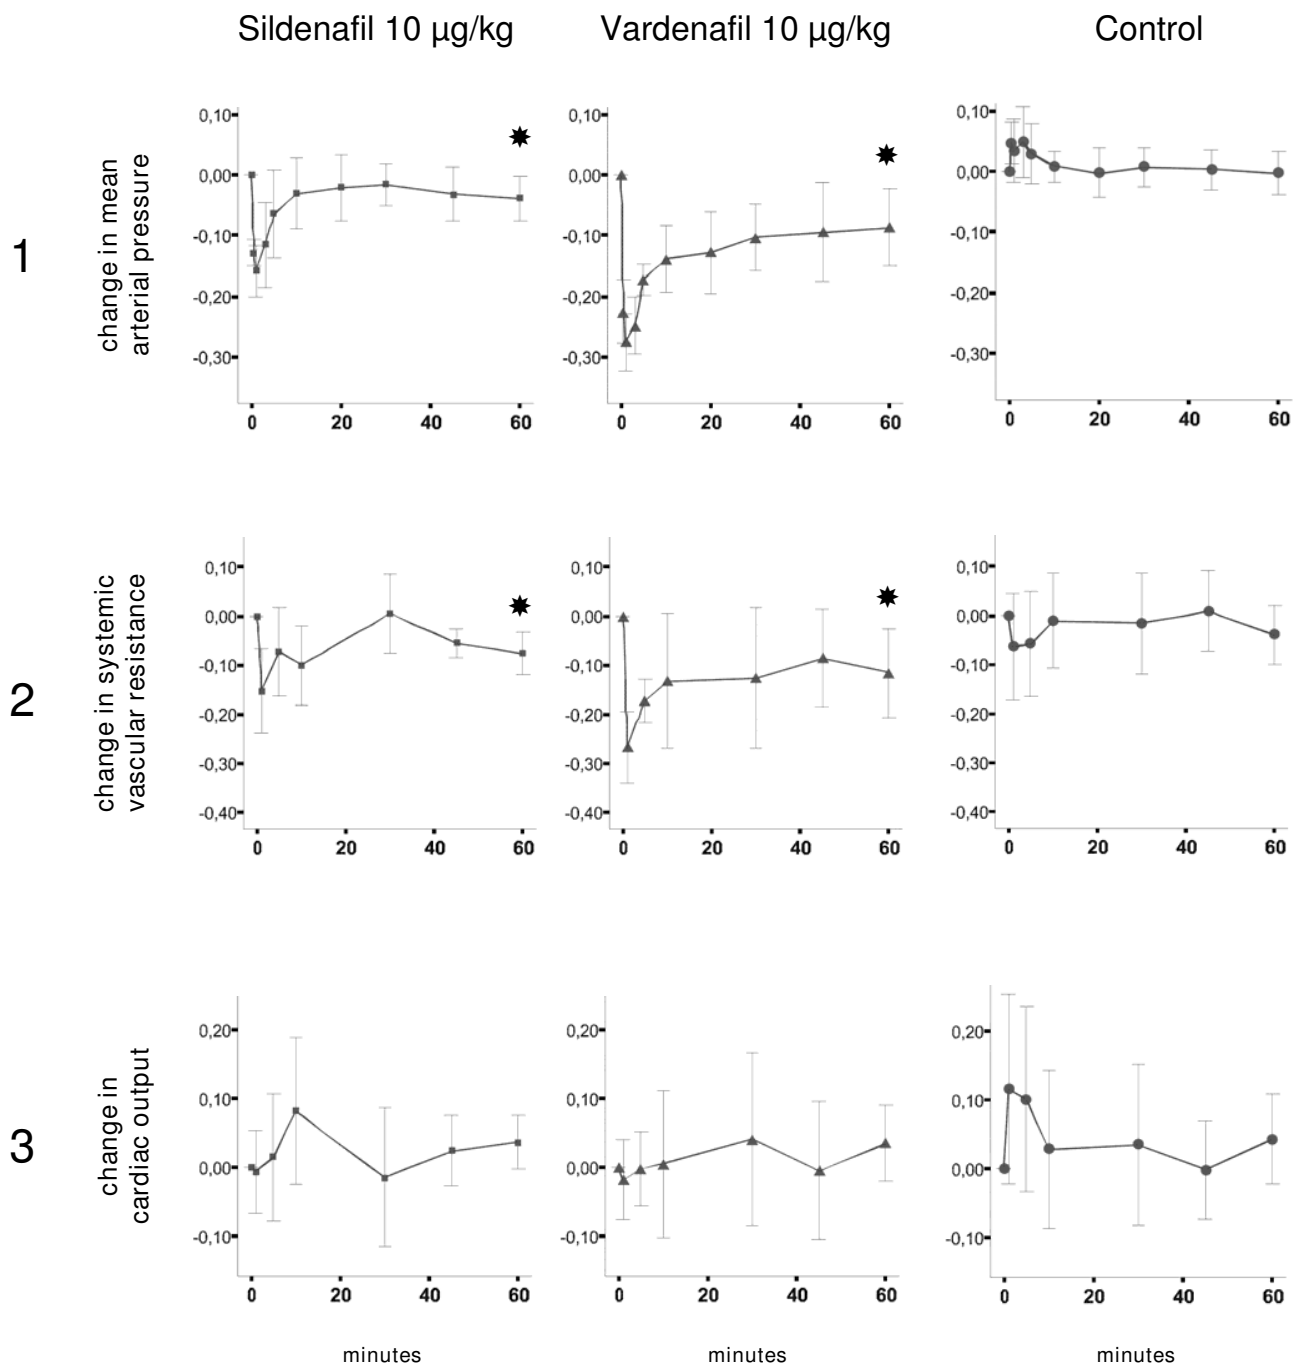 Sildenafil 10 µg/kg
Vardenafil 10 µg/kg
Control
1
change in mean
arterial pressure
0,10
0,00
-0,10
-0,20
-0,30
0 20 40 60
0,10
0,00
-0,10
-0,20
-0,30
0 20 40 60
0,10
0,00
-0,10
-0,20
-0,30
0 20 40 60
2
change in systemic
vascular resistance
0,10
0,00
-0,10
-0,20
-0,30
-0,40
0 20 40 60
0,10
0,00
-0,10
-0,20
-0,30
-0,40
0 20 40 60
0,10
0,00
-0,10
-0,20
-0,30
-0,40
0 20 40 60
3
change in
cardiac output
0,20
0,10
0,00
-0,10
0 20 40 60
0,20
0,10
0,00
-0,10
0 20 40 60
0,20
0,10
0,00
-0,10
0 20 40 60
minutes
minutes
minutes